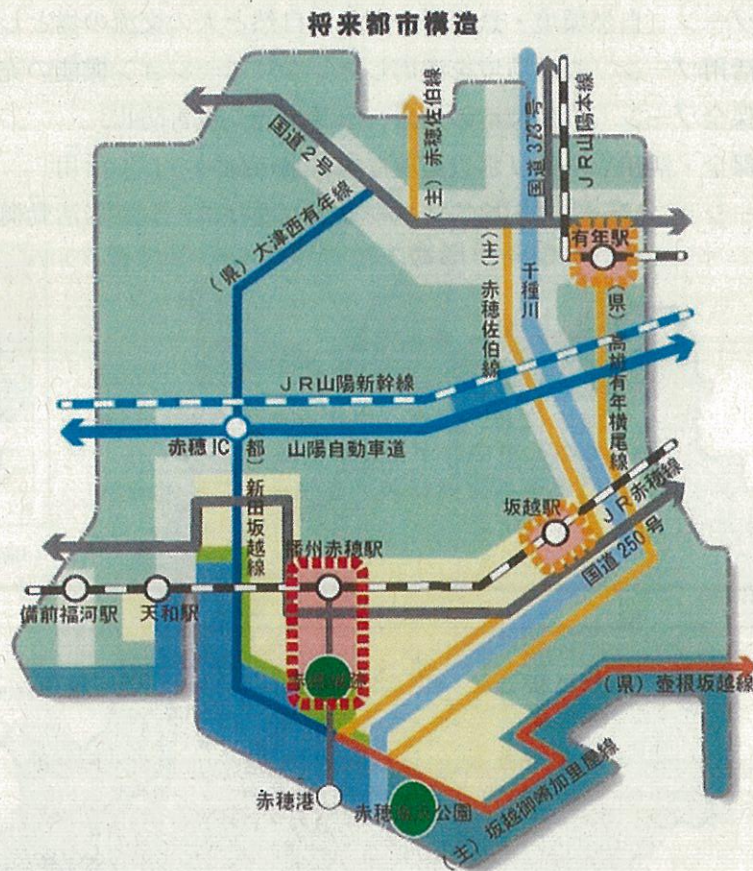 将来都市構造
国道2号
(主)赤穂佐伯線
国道373号
JR山陽本線
有年駅
(県)大津西有年線
(主)赤穂佐伯線
千種川
(県)高雄有年横尾線
JR山陽新幹線
赤穂IC
山陽自動車道
(都)新田坂越線
坂越駅
JR赤穂線
国道250号
播州赤穂駅
備前福河駅
天和駅
(県)壺根坂越線
赤穂港
赤穂海浜公園
(主)坂越御崎加里屋線